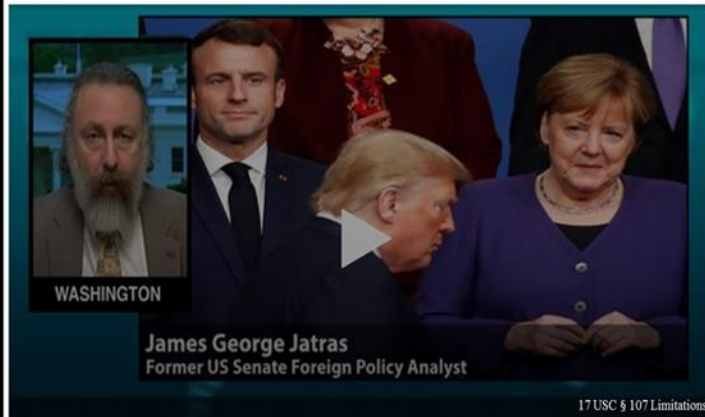 WASHINGTON
James George Jatras
Former US Senate Foreign Policy Analyst
17 USC § 107 Limitations